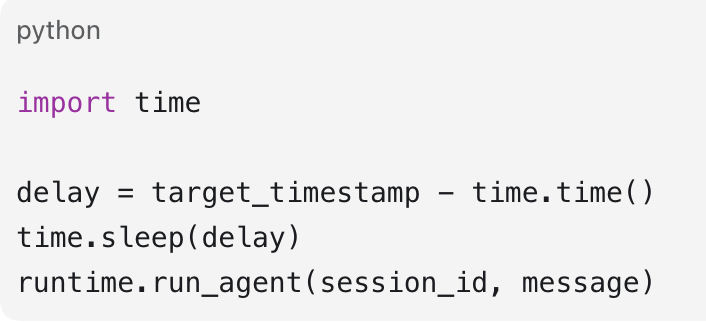 python
import time
delay = target_timestamp - time.time()
time.sleep(delay)
runtime.run_agent(session_id, message)